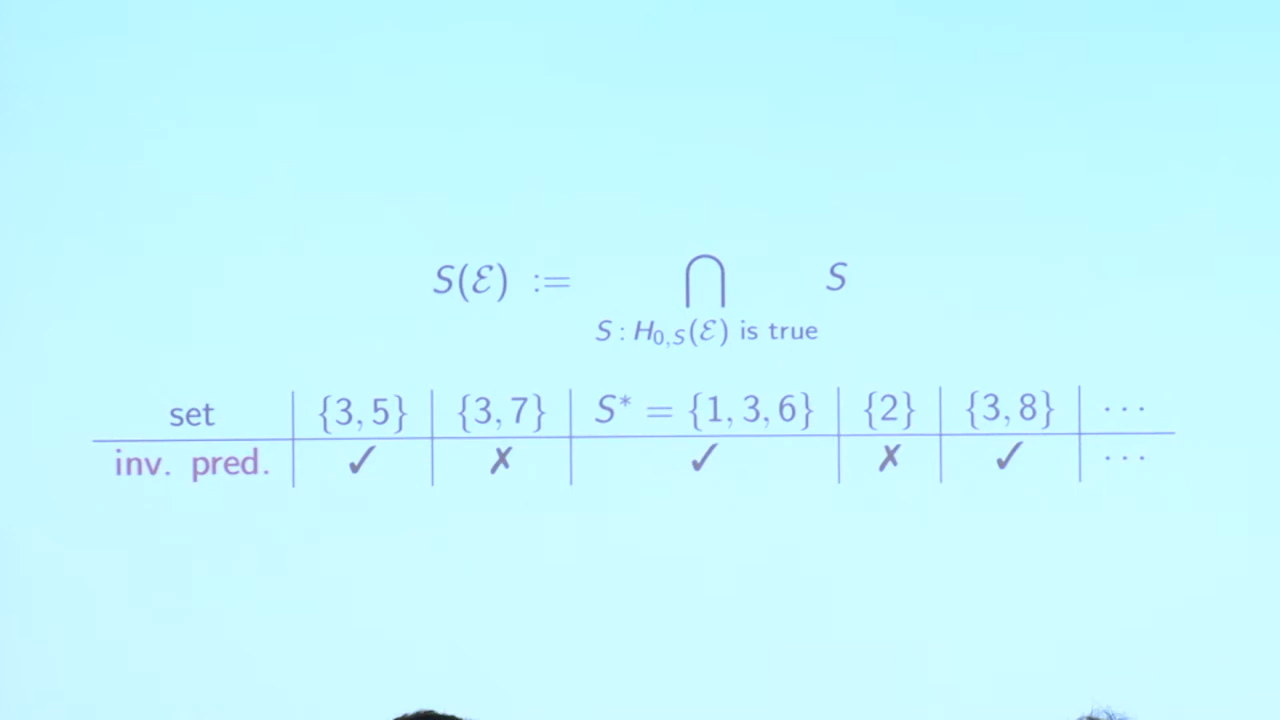 S(ℰ) := ⋂ S
S : H₀,S(ℰ) is true
set {3, 5} {3, 7} S* = {1, 3, 6} {2} {3, 8} ···
inv. pred. ✓ ✗ ✓ ✗ ✓ ···